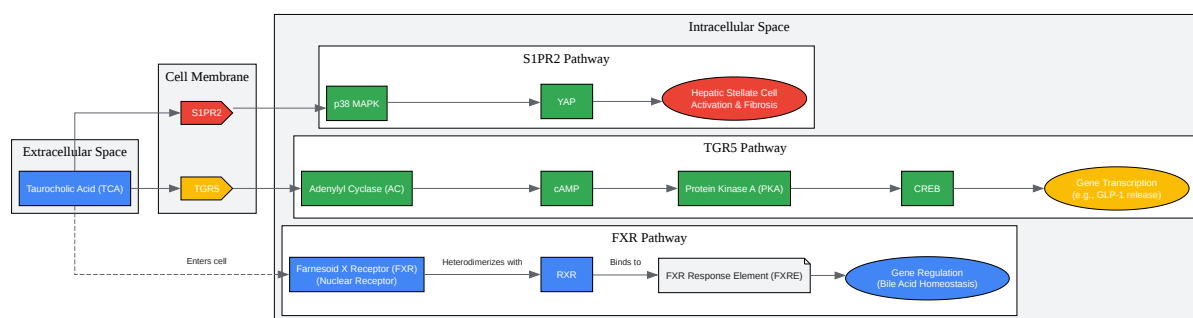 Intracellular Space
S1PR2 Pathway
Cell Membrane
p38 MAPK
YAP
Hepatic Stellate Cell
Activation & Fibrosis
S1PR2
Extracellular Space
TGR5 Pathway
Taurocholic Acid (TCA)
TGR5
Adenylyl Cyclase (AC)
cAMP
Protein Kinase A (PKA)
CREB
Gene Transcription
(e.g., GLP-1 release)
FXR Pathway
Enters cell
Farnesoid X Receptor (FXR)
(Nuclear Receptor)
Heterodimerizes with
RXR
Binds to
FXR Response Element (FXRE)
Gene Regulation
(Bile Acid Homeostasis)